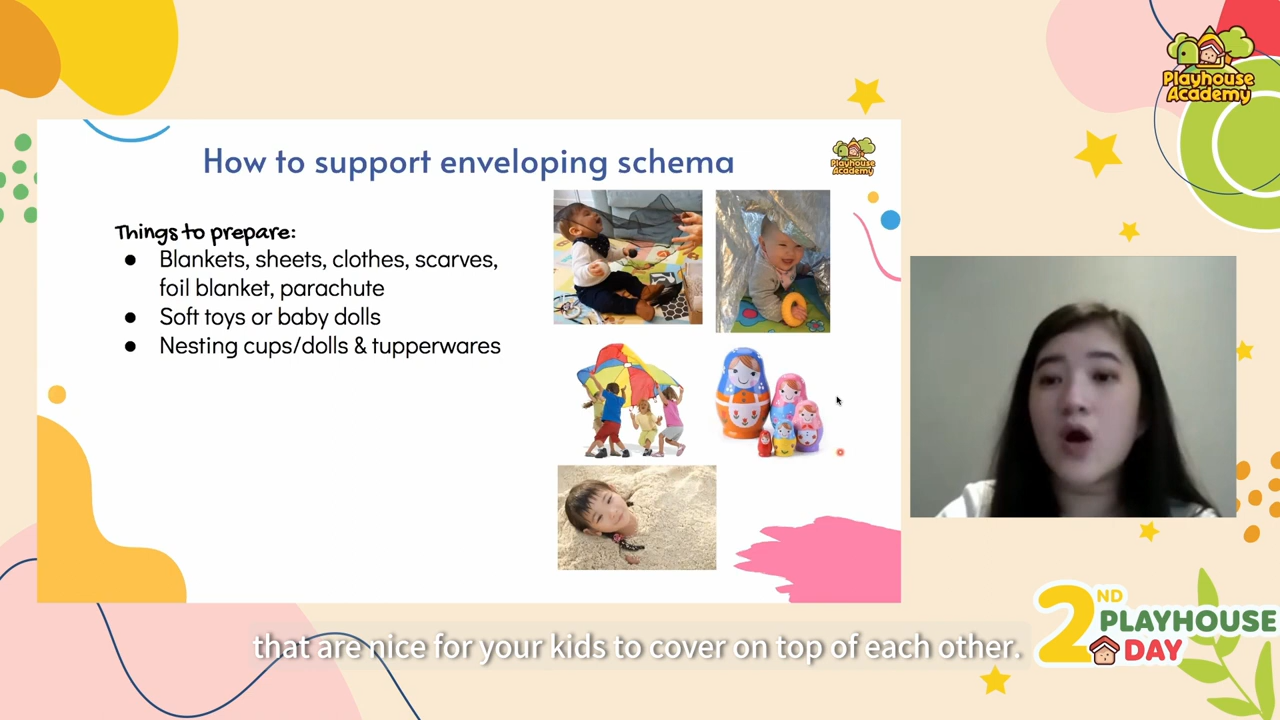 Playhouse
Academy
How to support enveloping schema
Playhouse
Academy
Things to prepare:
● Blankets, sheets, clothes, scarves,
foil blanket, parachute
● Soft toys or baby dolls
● Nesting cups/dolls & tupperwares
that are nice for your kids to cover on top of each other.
2ND PLAYHOUSE
DAY